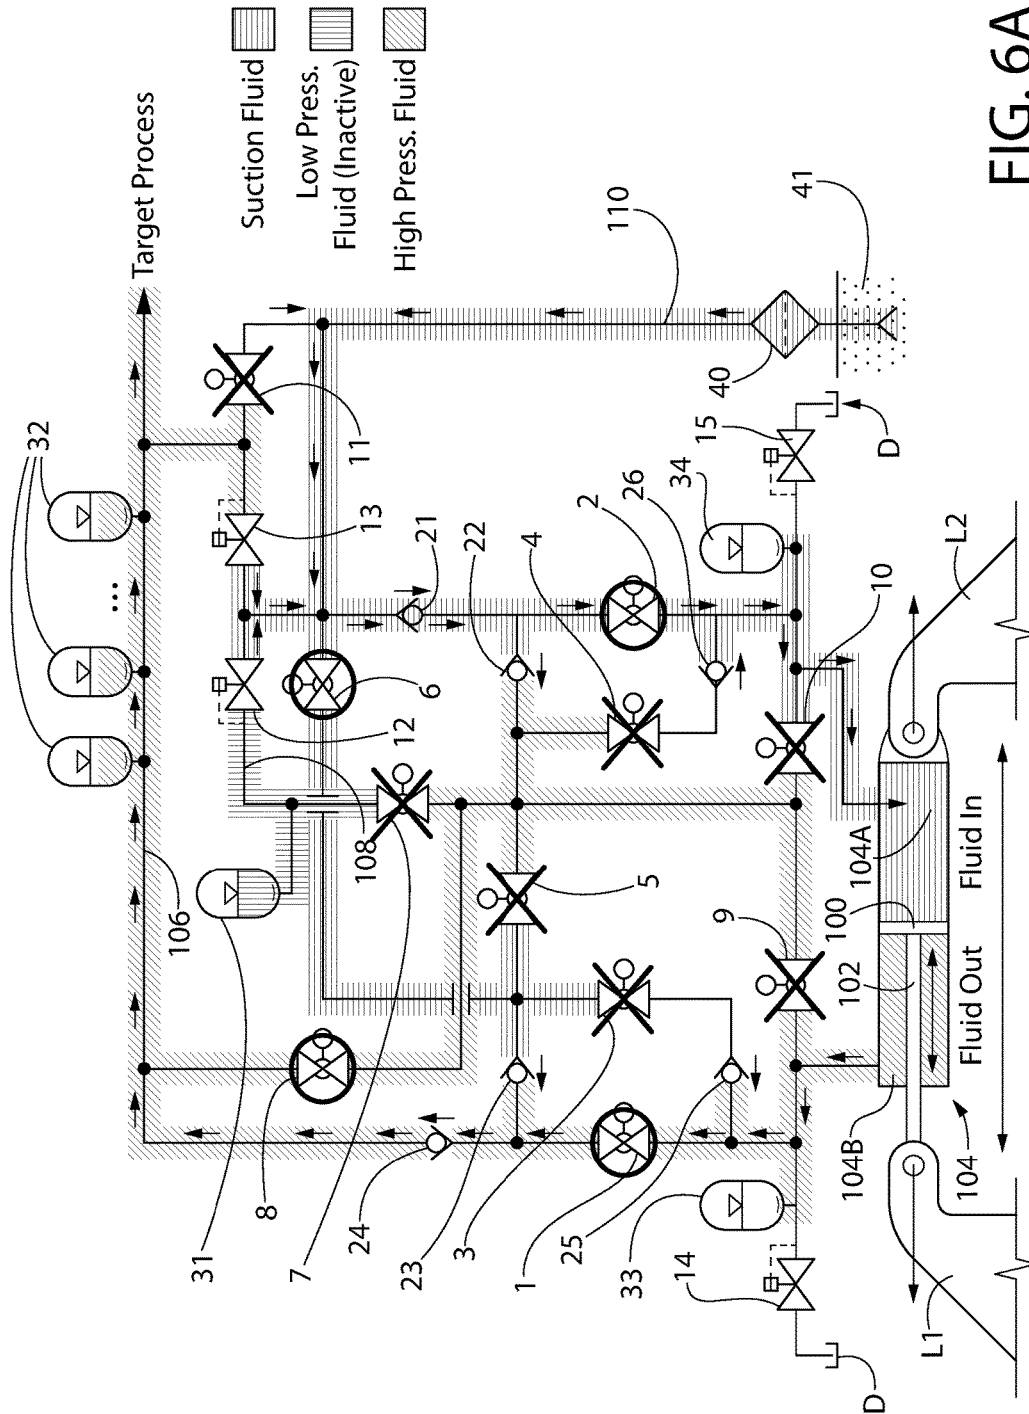 FIG. 6A
Suction Fluid
Low Press.
Fluid (Inactive)
High Press. Fluid
Target Process
32
...
106
11
13
12
108
6
31
8
7
21
22
4
26
2
34
15
D
40
110
41
5
9
10
24
23
3
1
25
33
14
D
104B
104
Fluid Out
102
100
Fluid In
104A
L1
L2